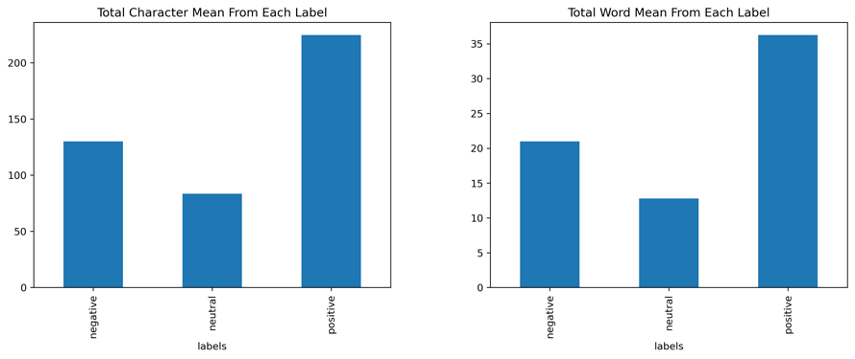 Total Character Mean From Each Label
200
150
100
50
0
negative
neutral
positive
labels
Total Word Mean From Each Label
35
30
25
20
15
10
5
0
negative
neutral
positive
labels